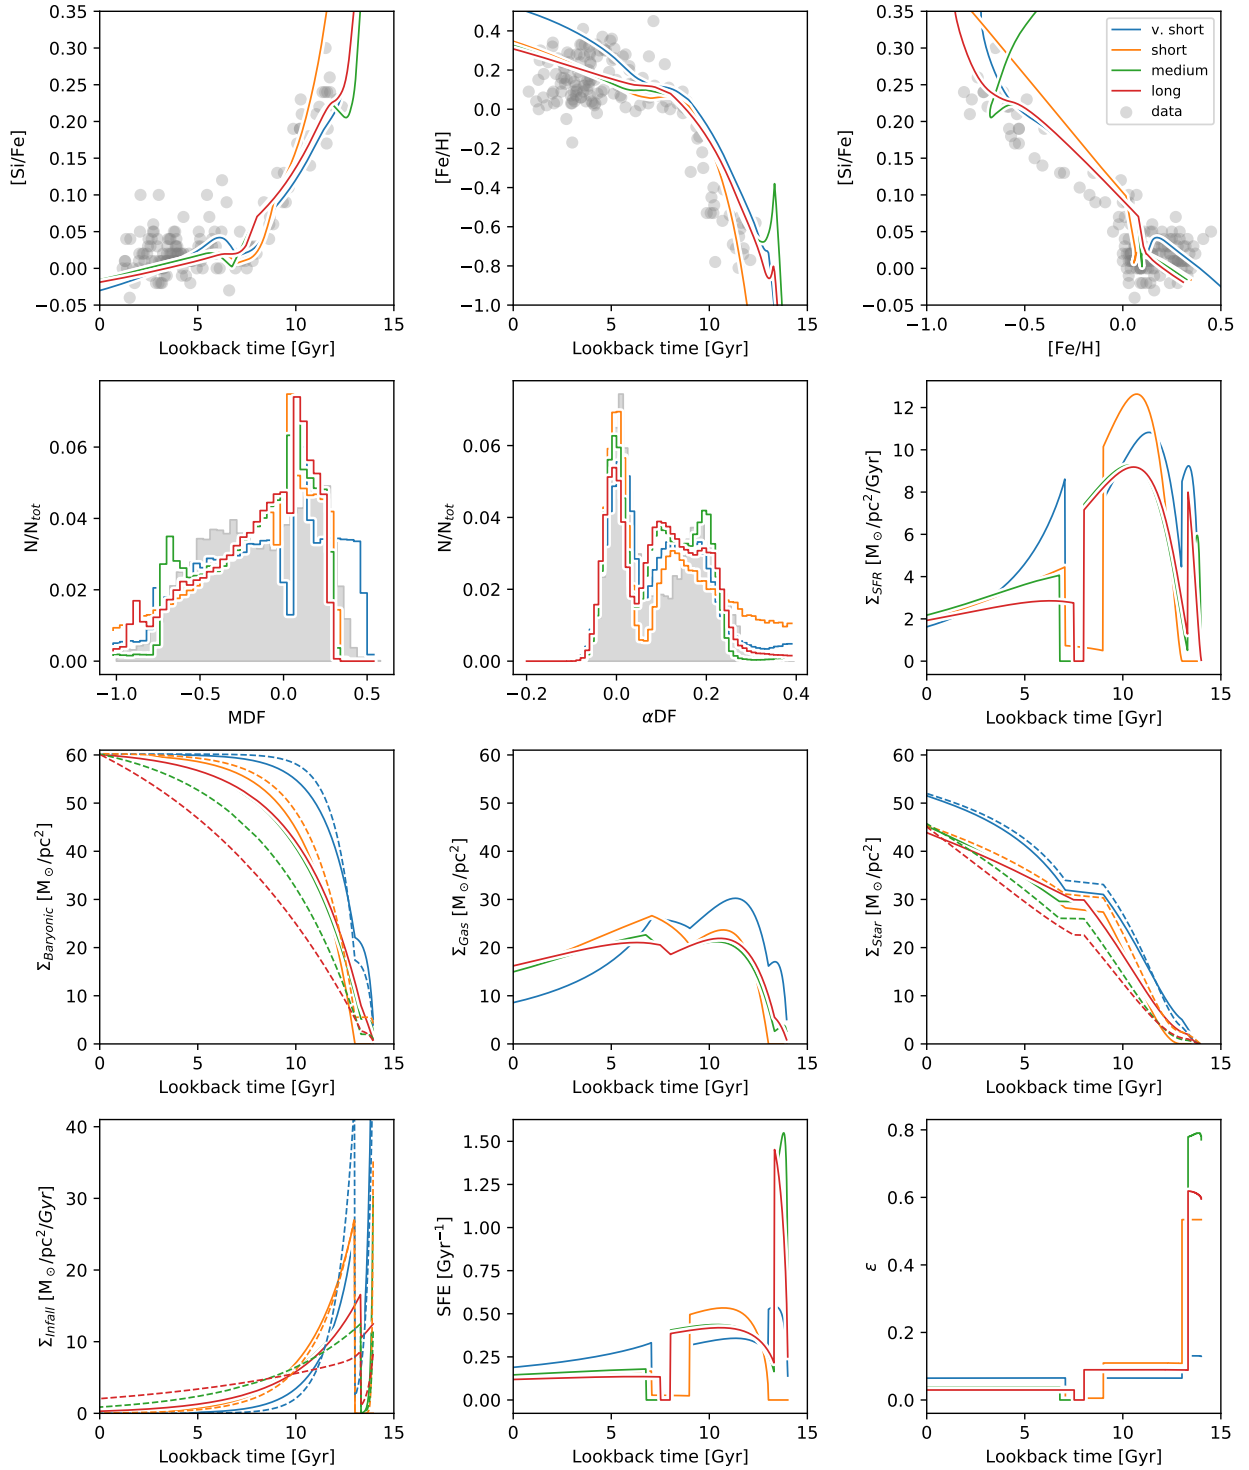 0.35
0.30
0.25
0.20
0.15
0.10
0.05
0.00
−0.05
[Si/Fe]
0 5 10 15
Lookback time [Gyr]
0.4
0.2
0.0
−0.2
−0.4
−0.6
−0.8
−1.0
[Fe/H]
0 5 10 15
Lookback time [Gyr]
0.35
0.30
0.25
0.20
0.15
0.10
0.05
0.00
−0.05
[Si/Fe]
v. short
short
medium
long
data
−1.0 −0.5 0.0 0.5
[Fe/H]
0.06
0.04
0.02
0.00
N/N_tot
−1.0 −0.5 0.0 0.5
MDF
0.06
0.04
0.02
0.00
N/N_tot
−0.2 0.0 0.2 0.4
αDF
12
10
8
6
4
2
0
Σ_SFR [M⊙/pc²/Gyr]
0 5 10 15
Lookback time [Gyr]
60
50
40
30
20
10
0
Σ_Baryonic [M⊙/pc²]
0 5 10 15
Lookback time [Gyr]
60
50
40
30
20
10
0
Σ_Gas [M⊙/pc²]
0 5 10 15
Lookback time [Gyr]
60
50
40
30
20
10
0
Σ_Star [M⊙/pc²]
0 5 10 15
Lookback time [Gyr]
40
30
20
10
0
Σ_Infall [M⊙/pc²/Gyr]
0 5 10 15
Lookback time [Gyr]
1.50
1.25
1.00
0.75
0.50
0.25
0.00
SFE [Gyr⁻¹]
0 5 10 15
Lookback time [Gyr]
0.8
0.6
0.4
0.2
0.0
ε
0 5 10 15
Lookback time [Gyr]